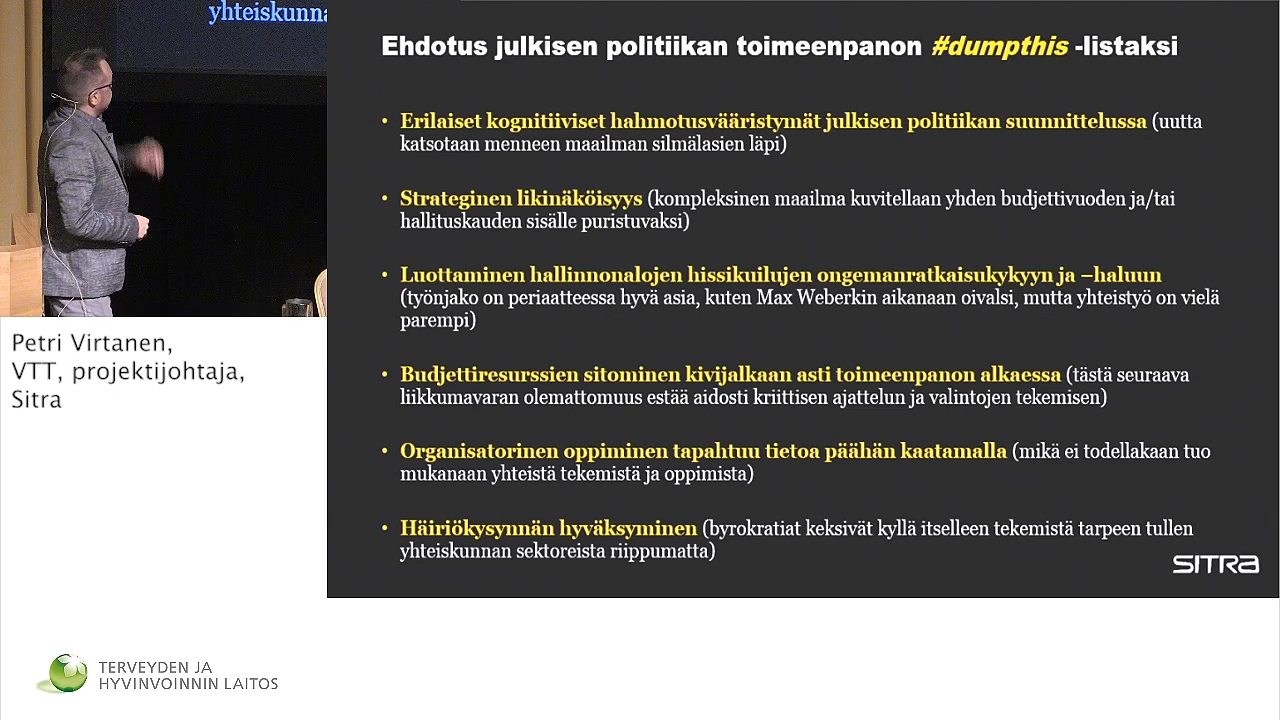 yhteiskunna
Ehdotus julkisen politiikan toimeenpanon #dumpthis -listaksi
• Erilaiset kognitiiviset hahmotusvääristymät julkisen politiikan suunnittelussa (uutta
katsotaan menneen maailman silmälasien läpi)
• Strateginen likinäköisyys (kompleksinen maailma kuvitellaan yhden budjettivuoden ja/tai
hallituskauden sisälle puristuvaksi)
• Luottaminen hallinnonalojen hissikuilujen ongemanratkaisukykyyn ja –haluun
(työnjako on periaatteessa hyvä asia, kuten Max Weberkin aikanaan oivalsi, mutta yhteistyö on vielä
parempi)
• Budjettiresurssien sitominen kivijalkaan asti toimeenpanon alkaessa (tästä seuraava
liikkumavaran olemattomuus estää aidosti kriittisen ajattelun ja valintojen tekemisen)
• Organisatorinen oppiminen tapahtuu tietoa päähän kaatamalla (mikä ei todellakaan tuo
mukanaan yhteistä tekemistä ja oppimista)
• Häiriökysynnän hyväksyminen (byrokratiat keksivät kyllä itselleen tekemistä tarpeen tullen
yhteiskunnan sektoreista riippumatta)
SITRA
Petri Virtanen,
VTT, projektijohtaja,
Sitra
TERVEYDEN JA
HYVINVOINNIN LAITOS